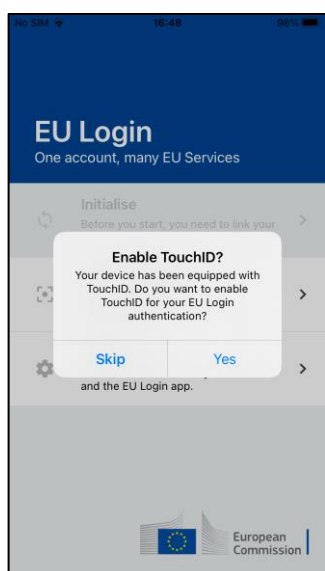 No SIM 16:48 98%
EU Login
One account, many EU Services
Initialise
Before you start, you need to link your
Enable TouchID?
Your device has been equipped with
TouchID. Do you want to enable
TouchID for your EU Login
authentication?
Skip Yes
and the EU Login app.
European
Commission